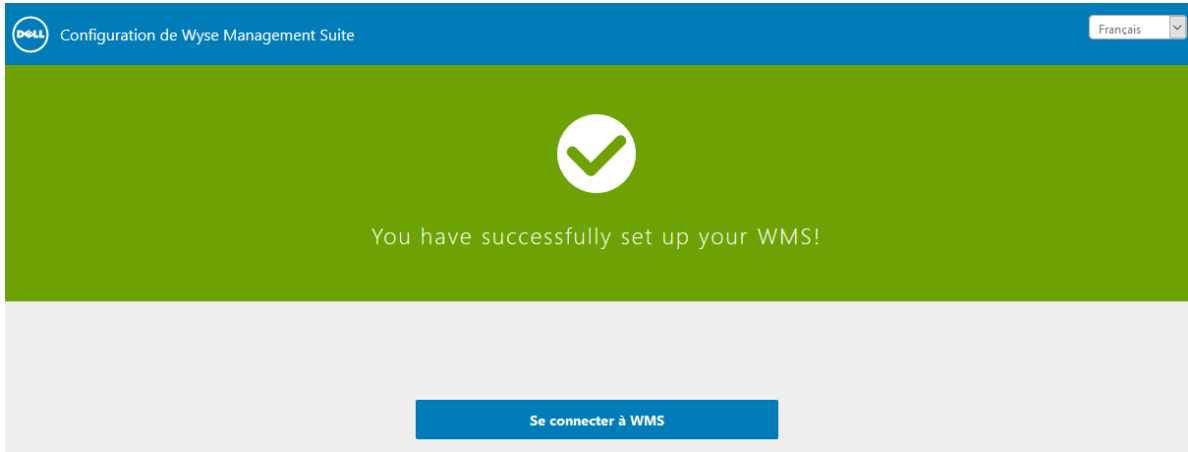 DELL
Configuration de Wyse Management Suite
Français
You have successfully set up your WMS!
Se connecter à WMS